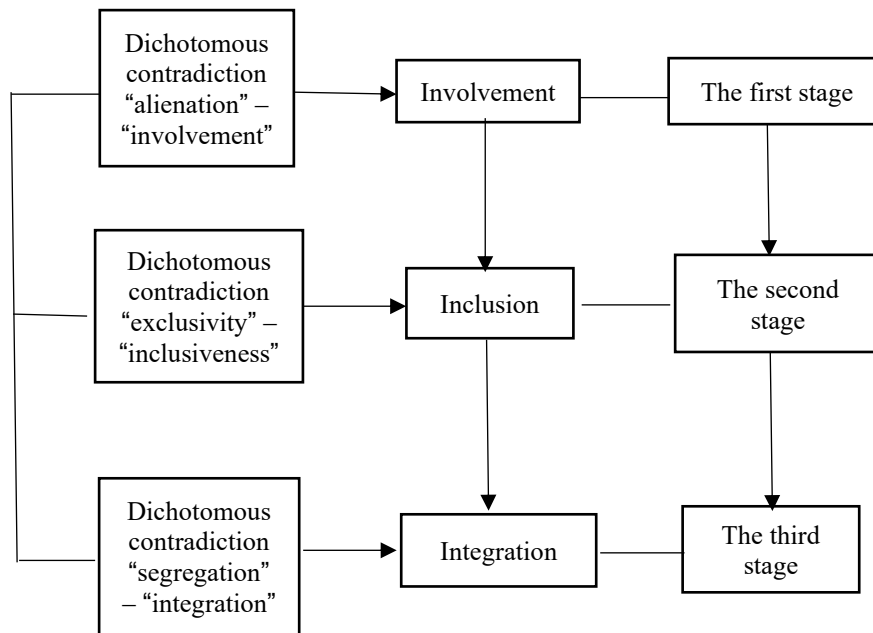 Dichotomous
contradiction
“alienation” –
“involvement”
Involvement
The first stage
Dichotomous
contradiction
“exclusivity” –
“inclusiveness”
Inclusion
The second
stage
Dichotomous
contradiction
“segregation”
– “integration”
Integration
The third
stage